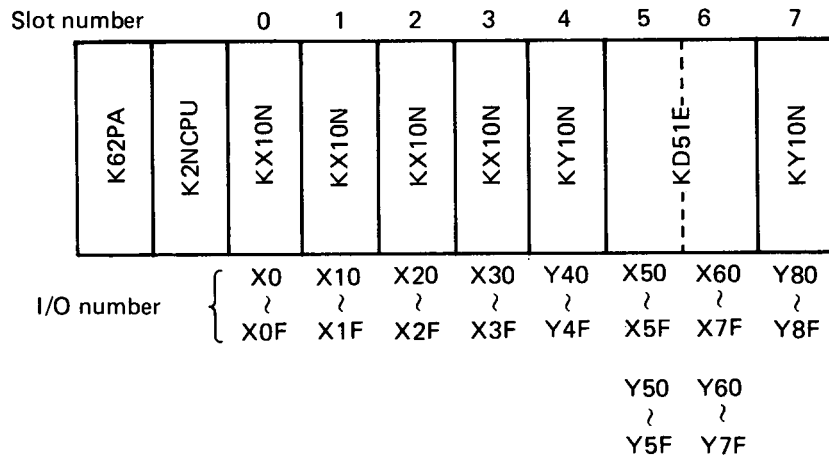 Slot number 0 1 2 3 4 5 6 7
K62PA K2NCPU KX10N KX10N KX10N KX10N KY10N KD51E KY10N
X0 X10 X20 X30 Y40 X50 X60 Y80
I/O number { ~ ~ ~ ~ ~ ~ ~ ~
X0F X1F X2F X3F Y4F X5F X7F Y8F
Y50 Y60
~ ~
Y5F Y7F